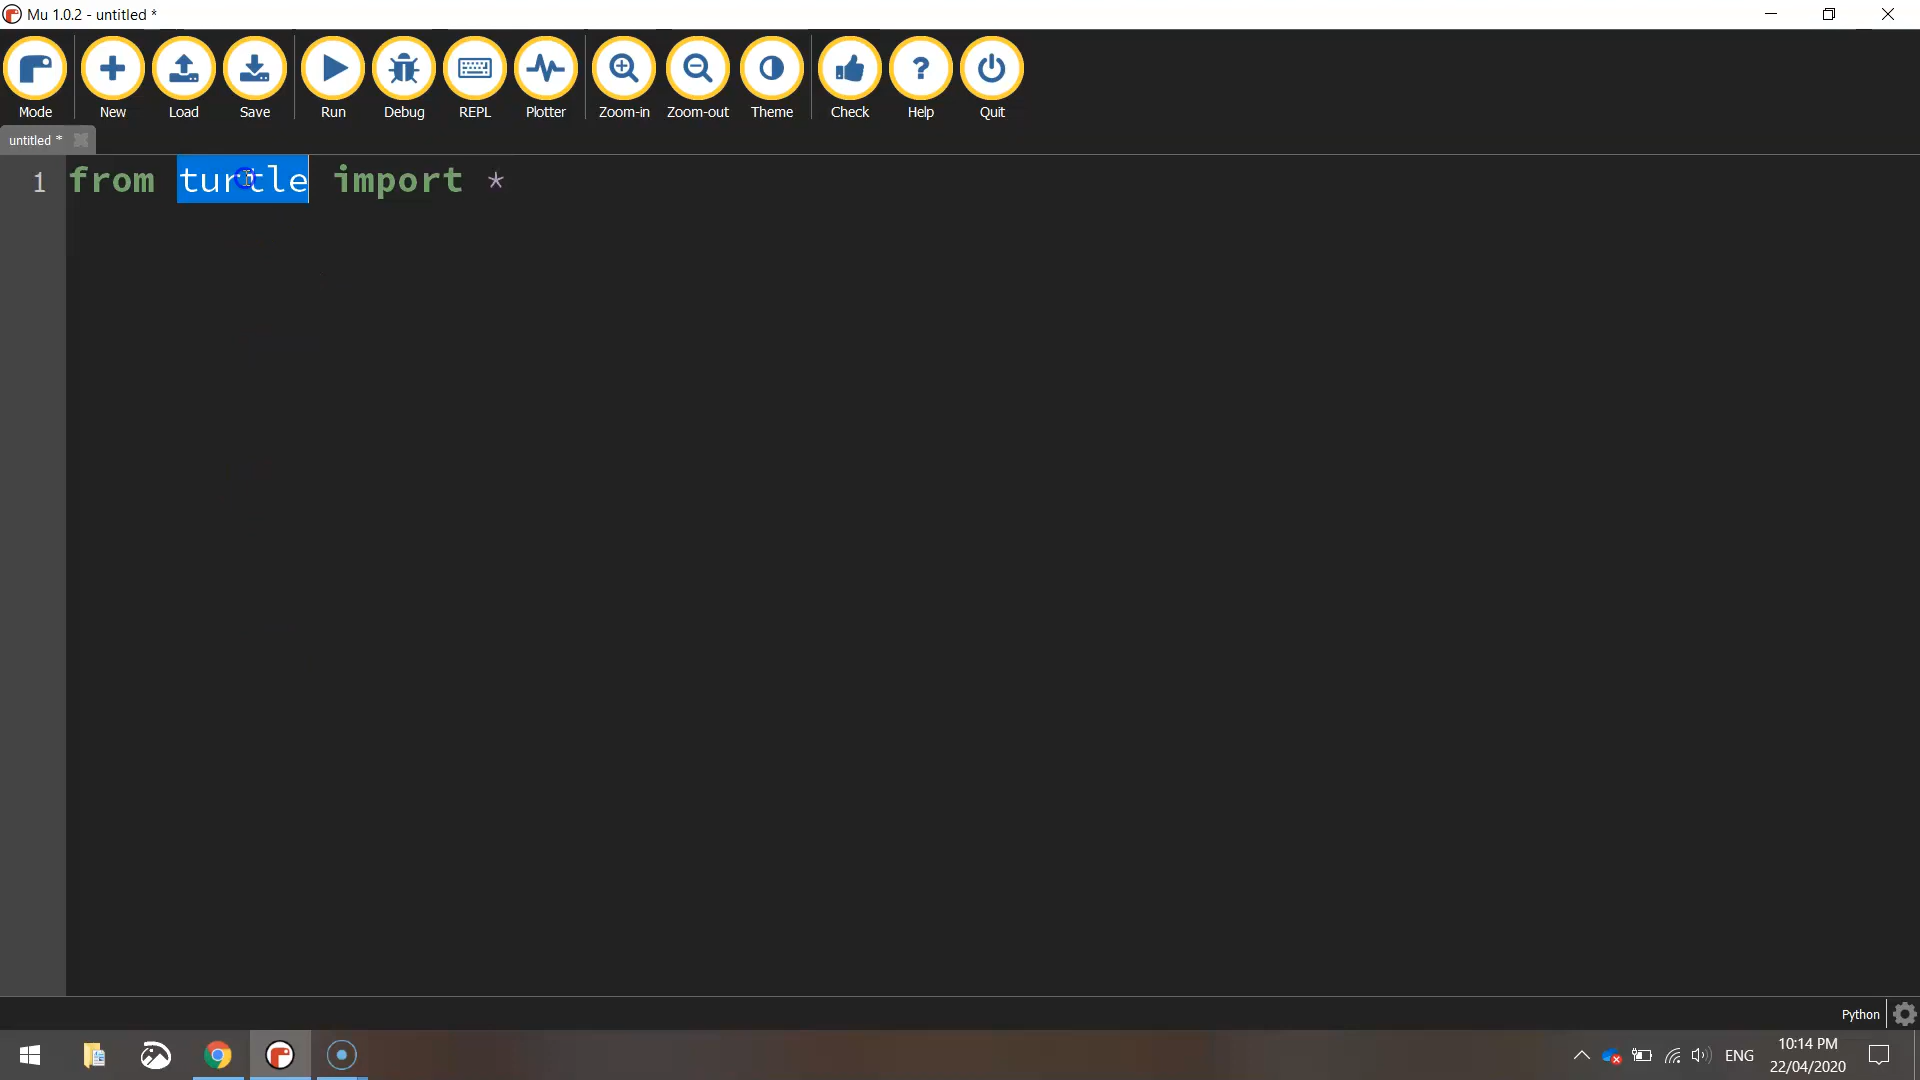 Mu 1.0.2 - untitled *
Mode New Load Save Run Debug REPL Plotter Zoom-in Zoom-out Theme Check Help Quit
untitled *
1 from turtle import *
Python
ENG 10:14 PM
22/04/2020